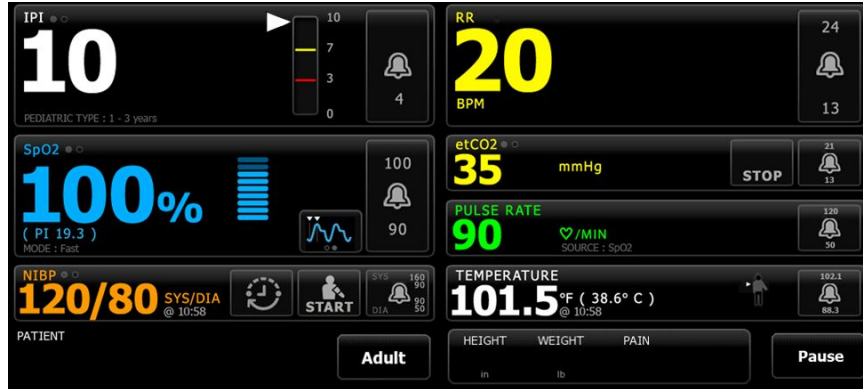 IPI
10
10
7
3
0
4
PEDIATRIC TYPE : 1 - 3 years
RR
20
BPM
24
13
SpO2
100%
( PI 19.3 )
MODE : Fast
100
90
etCO2
35
mmHg
STOP
21
13
PULSE RATE
90
/MIN
SOURCE : SpO2
120
50
NIBP
120/80
SYS/DIA
@ 10:58
START
SYS 160
90
DIA 90
50
TEMPERATURE
101.5
°F ( 38.6° C )
@ 10:58
102.1
88.3
PATIENT
Adult
HEIGHT WEIGHT PAIN
in lb
Pause